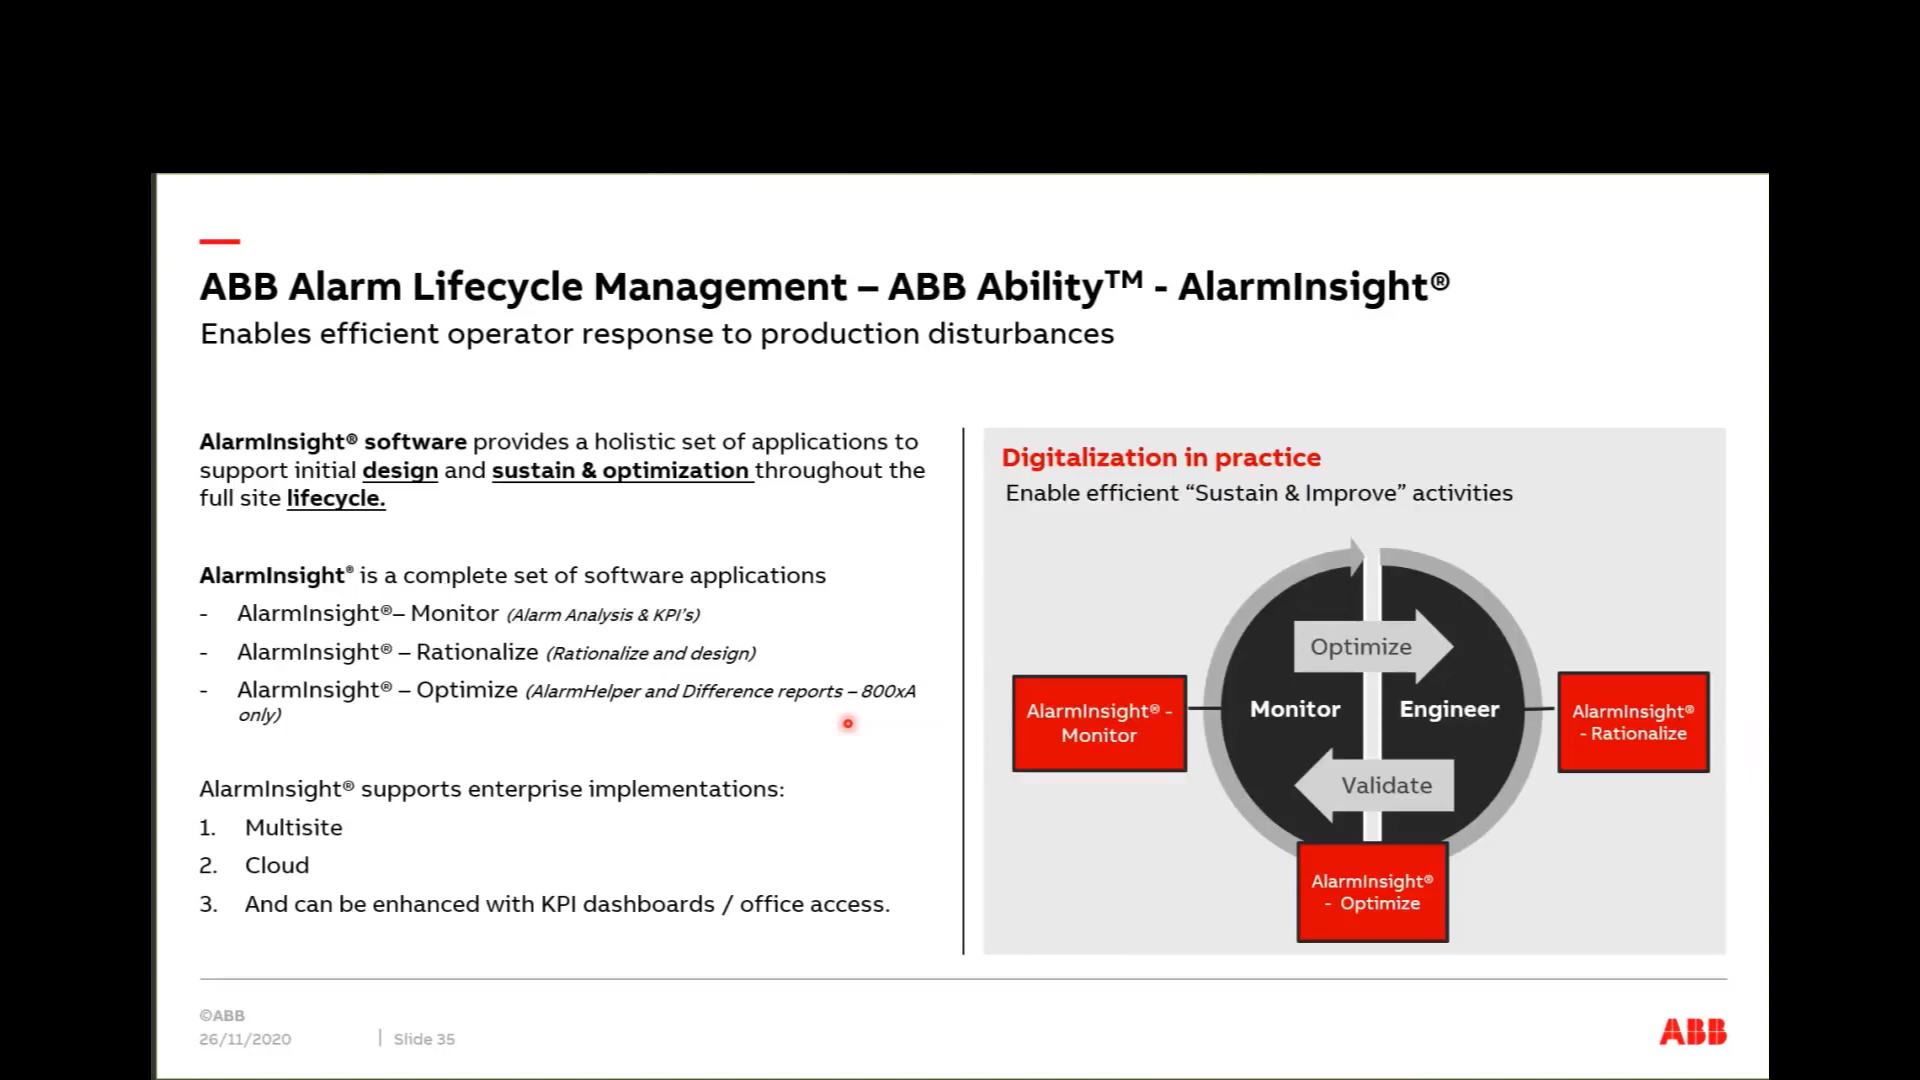 ABB Alarm Lifecycle Management – ABB Ability™ - AlarmInsight®
Enables efficient operator response to production disturbances
AlarmInsight® software provides a holistic set of applications to
support initial design and sustain & optimization throughout the
full site lifecycle.
AlarmInsight® is a complete set of software applications
- AlarmInsight®– Monitor (Alarm Analysis & KPI's)
- AlarmInsight® – Rationalize (Rationalize and design)
- AlarmInsight® – Optimize (AlarmHelper and Difference reports – 800xA
only)
AlarmInsight® supports enterprise implementations:
1. Multisite
2. Cloud
3. And can be enhanced with KPI dashboards / office access.
Digitalization in practice
Enable efficient “Sustain & Improve” activities
Optimize
Monitor
Engineer
Validate
AlarmInsight® -
Monitor
AlarmInsight®
- Rationalize
AlarmInsight®
- Optimize
©ABB
26/11/2020 | Slide 35
ABB